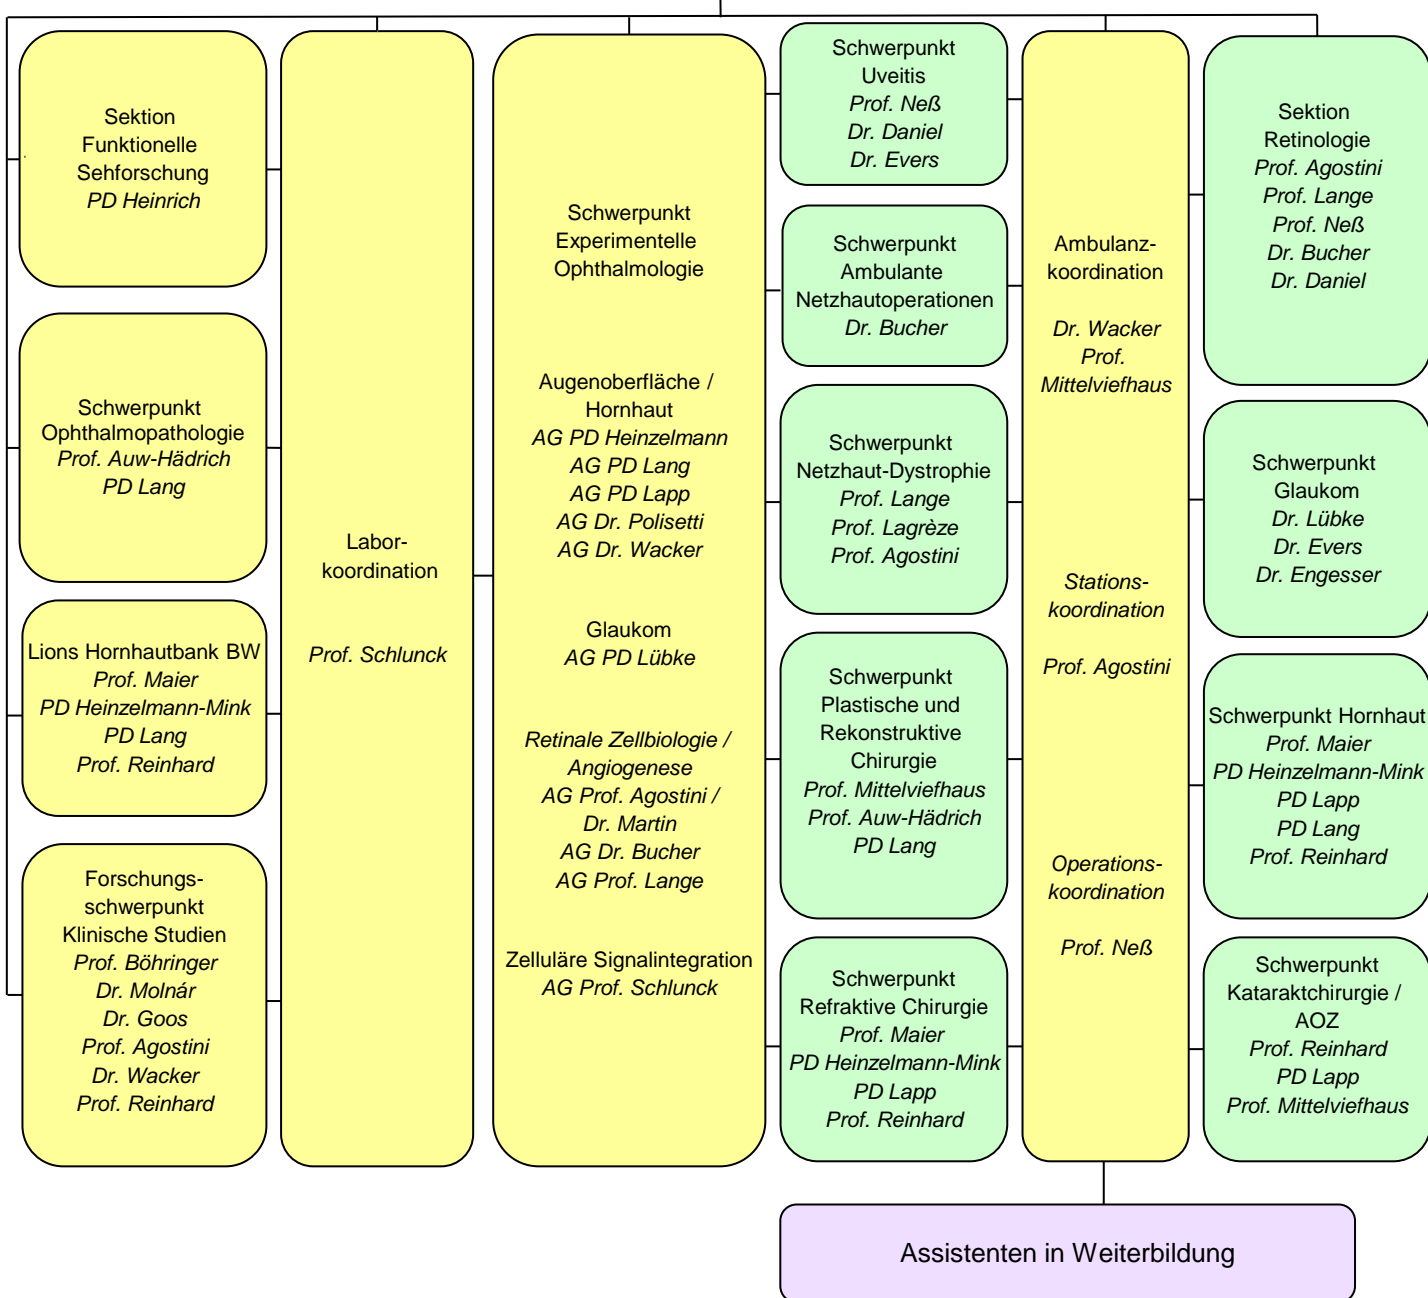 Sektion
Funktionelle
Sehforschung
PD Heinrich
Schwerpunkt
Ophthalmopathologie
Prof. Auw-Hädrich
PD Lang
Lions Hornhautbank BW
Prof. Maier
PD Heinzelmann-Mink
PD Lang
Prof. Reinhard
Forschungs-
schwerpunkt
Klinische Studien
Prof. Böhringer
Dr. Molnár
Dr. Goos
Prof. Agostini
Dr. Wacker
Prof. Reinhard
Labor-
koordination
Prof. Schlunck
Schwerpunkt
Experimentelle
Ophthalmologie
Augenoberfläche /
Hornhaut
AG PD Heinzelmann
AG PD Lang
AG PD Lapp
AG Dr. Polisetti
AG Dr. Wacker
Glaukom
AG PD Lübke
Retinale Zellbiologie /
Angiogenese
AG Prof. Agostini /
Dr. Martin
AG Dr. Bucher
AG Prof. Lange
Zelluläre Signalintegration
AG Prof. Schlunck
Schwerpunkt
Uveitis
Prof. Neß
Dr. Daniel
Dr. Evers
Schwerpunkt
Ambulante
Netzhautoperationen
Dr. Bucher
Schwerpunkt
Netzhaut-Dystrophie
Prof. Lange
Prof. Lagrèze
Prof. Agostini
Schwerpunkt
Plastische und
Rekonstruktive
Chirurgie
Prof. Mittelviefhaus
Prof. Auw-Hädrich
PD Lang
Schwerpunkt
Refraktive Chirurgie
Prof. Maier
PD Heinzelmann-Mink
PD Lapp
Prof. Reinhard
Ambulanz-
koordination
Dr. Wacker
Prof.
Mittelviefhaus
Stations-
koordination
Prof. Agostini
Operations-
koordination
Prof. Neß
Sektion
Retinologie
Prof. Agostini
Prof. Lange
Prof. Neß
Dr. Bucher
Dr. Daniel
Schwerpunkt
Glaukom
Dr. Lübke
Dr. Evers
Dr. Engesser
Schwerpunkt Hornhaut
Prof. Maier
PD Heinzelmann-Mink
PD Lapp
PD Lang
Prof. Reinhard
Schwerpunkt
Kataraktchirurgie /
AOZ
Prof. Reinhard
PD Lapp
Prof. Mittelviefhaus
Assistenten in Weiterbildung